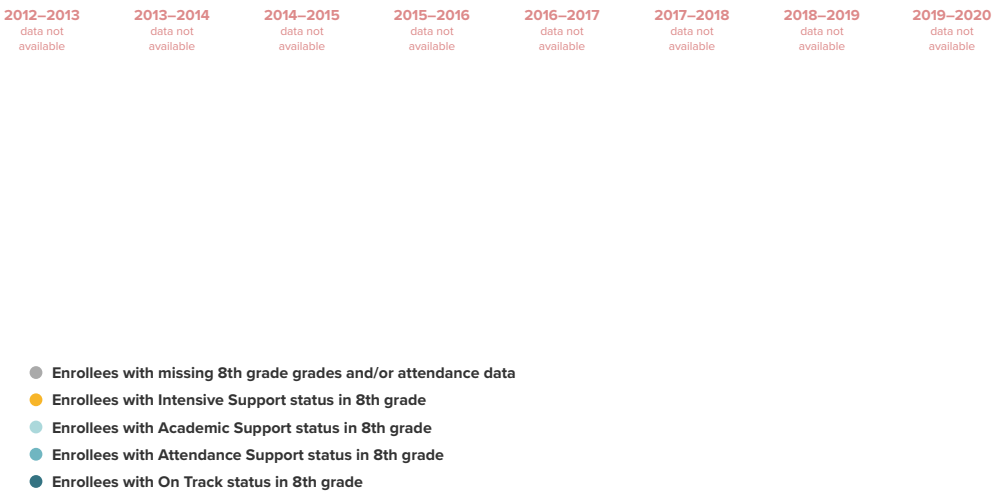 2012–2013 2013–2014 2014–2015 2015–2016 2016–2017 2017–2018 2018–2019 2019–2020
data not data not data not data not data not data not data not data not
available available available available available available available available
Enrollees with missing 8th grade grades and/or attendance data
Enrollees with Intensive Support status in 8th grade
Enrollees with Academic Support status in 8th grade
Enrollees with Attendance Support status in 8th grade
Enrollees with On Track status in 8th grade